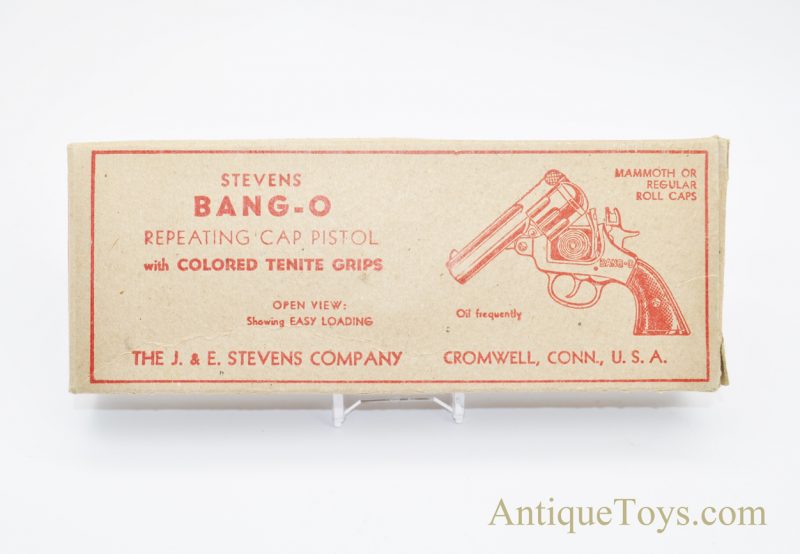 STEVENS
BANG-O
REPEATING CAP PISTOL
with COLORED TENITE GRIPS
OPEN VIEW:
Showing EASY LOADING
MAMMOTH OR
REGULAR
ROLL CAPS
BANG-O
Oil frequently
THE J. & E. STEVENS COMPANY CROMWELL, CONN., U. S. A.
AntiqueToys.com